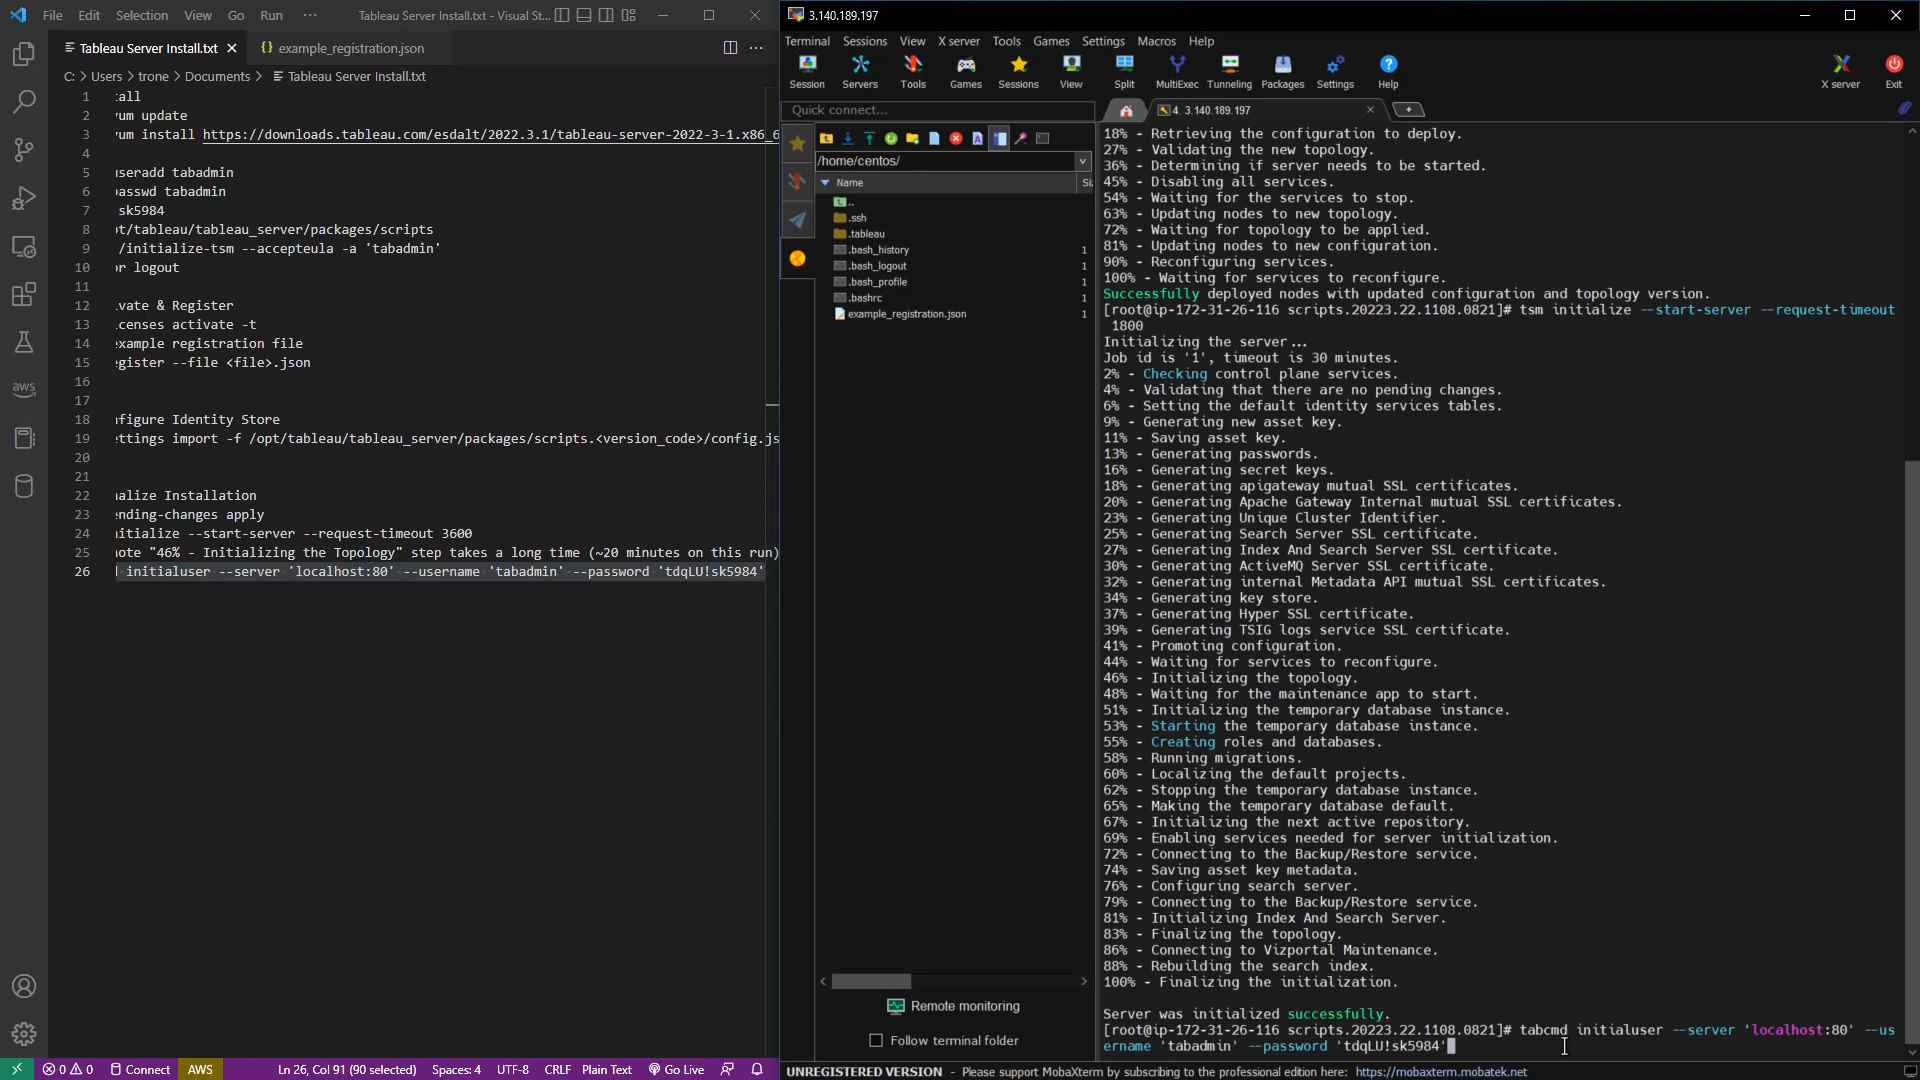 File Edit Selection View Go Run ··· Tableau Server Install.txt - Visual St...
Tableau Server Install.txt
{} example_registration.json
C: > Users > trone > Documents > Tableau Server Install.txt
1 all
2 yum update
3 yum install https://downloads.tableau.com/esdalt/2022.3.1/tableau-server-2022-3-1.x86_6
4
5 useradd tabadmin
6 passwd tabadmin
7 sk5984
8 pt/tableau/tableau_server/packages/scripts
9 /initialize-tsm --accepteula -a 'tabadmin'
10 or logout
11
12 ivate & Register
13 icenses activate -t
14 example registration file
15 egister --file <file>.json
16
17
18 nfigure Identity Store
19 ettings import -f /opt/tableau/tableau_server/packages/scripts.<version_code>/config.js
20
21
22 nalize Installation
23 ending-changes apply
24 nitialize --start-server --request-timeout 3600
25 note "46% - Initializing the Topology" step takes a long time (~20 minutes on this run)
26 initialuser --server 'localhost:80' --username 'tabadmin' --password 'tdqLU!sk5984'
aws
0 0 Connect AWS Ln 26, Col 91 (90 selected) Spaces: 4 UTF-8 CRLF Plain Text Go Live
3.140.189.197
Terminal Sessions View X server Tools Games Settings Macros Help
Session Servers Tools Games Sessions View Split MultiExec Tunneling Packages Settings Help X server Exit
Quick connect...
4. 3.140.189.197
/home/centos/
Name Si
..
.ssh
.tableau
.bash_history 1
.bash_logout 1
.bash_profile 1
.bashrc 1
example_registration.json 1
Remote monitoring
Follow terminal folder
18% - Retrieving the configuration to deploy.
27% - Validating the new topology.
36% - Determining if server needs to be started.
45% - Disabling all services.
54% - Waiting for the services to stop.
63% - Updating nodes to new topology.
72% - Waiting for topology to be applied.
81% - Updating nodes to new configuration.
90% - Reconfiguring services.
100% - Waiting for services to reconfigure.
Successfully deployed nodes with updated configuration and topology version.
[root@ip-172-31-26-116 scripts.20223.22.1108.0821]# tsm initialize --start-server --request-timeout
1800
Initializing the server...
Job id is '1', timeout is 30 minutes.
2% - Checking control plane services.
4% - Validating that there are no pending changes.
6% - Setting the default identity services tables.
9% - Generating new asset key.
11% - Saving asset key.
13% - Generating passwords.
16% - Generating secret keys.
18% - Generating apigateway mutual SSL certificates.
20% - Generating Apache Gateway Internal mutual SSL certificates.
23% - Generating Unique Cluster Identifier.
25% - Generating Search Server SSL certificate.
27% - Generating Index And Search Server SSL certificate.
30% - Generating ActiveMQ Server SSL certificate.
32% - Generating internal Metadata API mutual SSL certificates.
34% - Generating key store.
37% - Generating Hyper SSL certificate.
39% - Generating TSIG logs service SSL certificate.
41% - Promoting configuration.
44% - Waiting for services to reconfigure.
46% - Initializing the topology.
48% - Waiting for the maintenance app to start.
51% - Initializing the temporary database instance.
53% - Starting the temporary database instance.
55% - Creating roles and databases.
58% - Running migrations.
60% - Localizing the default projects.
62% - Stopping the temporary database instance.
65% - Making the temporary database default.
67% - Initializing the next active repository.
69% - Enabling services needed for server initialization.
72% - Connecting to the Backup/Restore service.
74% - Saving asset key metadata.
76% - Configuring search server.
79% - Connecting to the Backup/Restore service.
81% - Initializing Index And Search Server.
83% - Finalizing the topology.
86% - Connecting to Vizportal Maintenance.
88% - Rebuilding the search index.
100% - Finalizing the initialization.
Server was initialized successfully.
[root@ip-172-31-26-116 scripts.20223.22.1108.0821]# tabcmd initialuser --server 'localhost:80' --us
ername 'tabadmin' --password 'tdqLU!sk5984'
UNREGISTERED VERSION - Please support MobaXterm by subscribing to the professional edition here: https://mobaxterm.mobatek.net